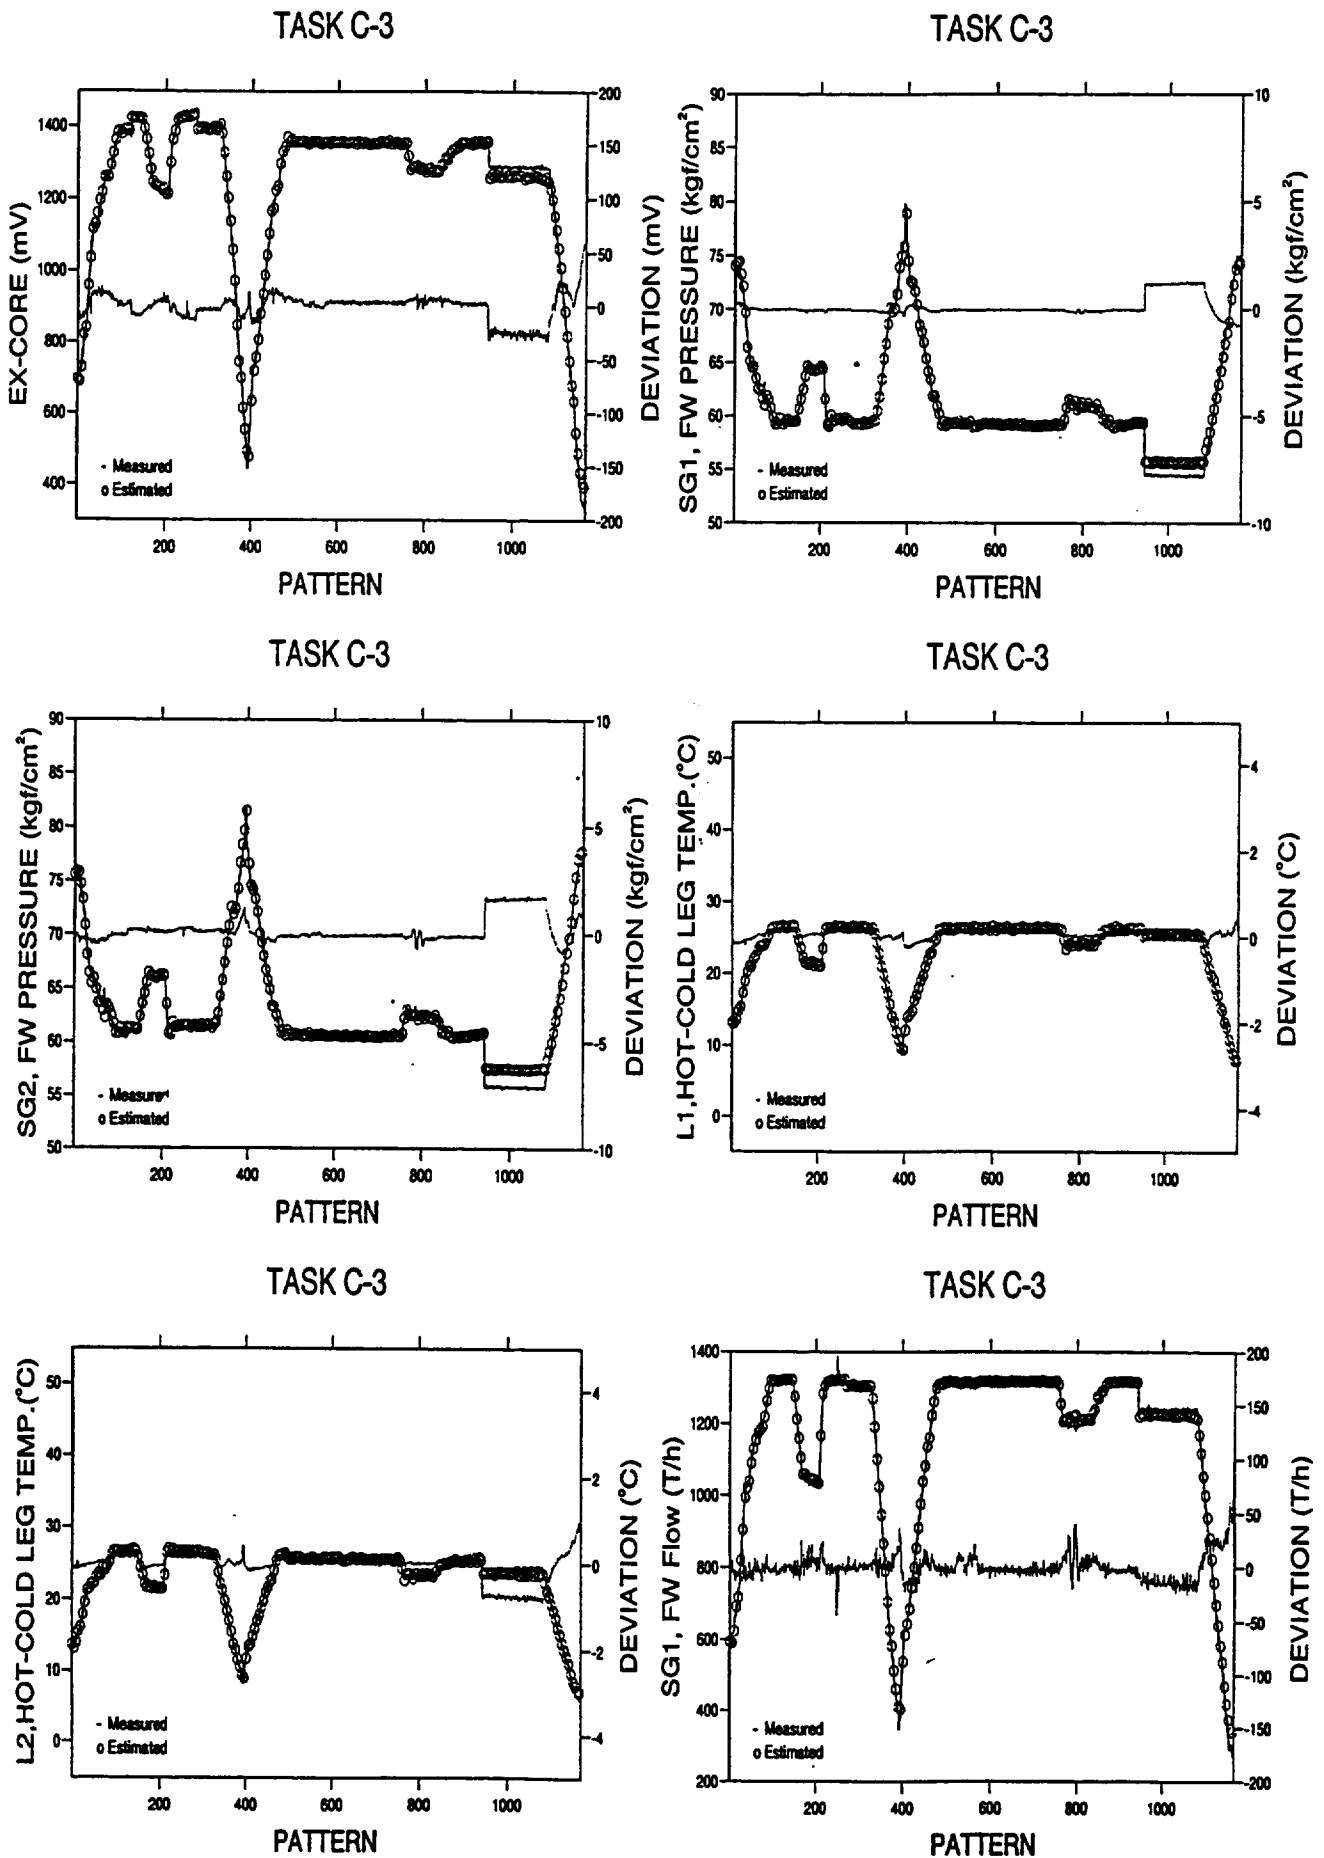 TASK C-3
EX-CORE (mV)
1400
1200
1000
800
600
400
200
150
100
50
0
-50
-100
-150
-200
DEVIATION (mV)
- Measured
o Estimated
200 400 600 800 1000
PATTERN
TASK C-3
SG1, FW PRESSURE (kgf/cm²)
90
85
80
75
70
65
60
55
50
10
5
0
-5
-10
DEVIATION (kgf/cm²)
- Measured
o Estimated
200 400 600 800 1000
PATTERN
TASK C-3
SG2, FW PRESSURE (kgf/cm²)
90
85
80
75
70
65
60
55
50
10
5
0
-5
-10
DEVIATION (kgf/cm²)
- Measured
o Estimated
200 400 600 800 1000
PATTERN
TASK C-3
L1,HOT-COLD LEG TEMP.(°C)
50
40
30
20
10
0
4
2
0
-2
-4
DEVIATION (°C)
- Measured
o Estimated
200 400 600 800 1000
PATTERN
TASK C-3
L2,HOT-COLD LEG TEMP.(°C)
50
40
30
20
10
0
4
2
0
-2
-4
DEVIATION (°C)
- Measured
o Estimated
200 400 600 800 1000
PATTERN
TASK C-3
SG1, FW Flow (T/h)
1400
1200
1000
800
600
400
200
200
150
100
50
0
-50
-100
-150
-200
DEVIATION (T/h)
- Measured
o Estimated
200 400 600 800 1000
PATTERN